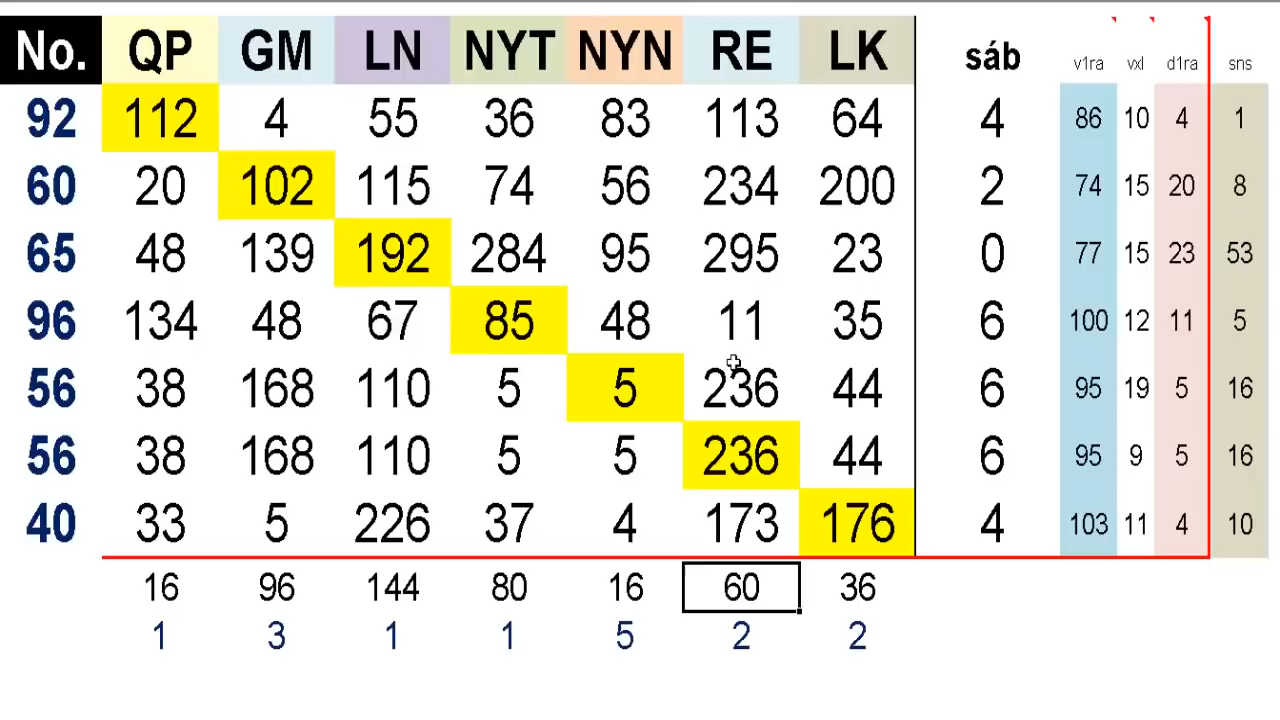 No. QP GM LN NYT NYN RE LK sáb v1ra vxl d1ra sns
92 112 4 55 36 83 113 64 4 86 10 4 1
60 20 102 115 74 56 234 200 2 74 15 20 8
65 48 139 192 284 95 295 23 0 77 15 23 53
96 134 48 67 85 48 11 35 6 100 12 11 5
56 38 168 110 5 5 236 44 6 95 19 5 16
56 38 168 110 5 5 236 44 6 95 9 5 16
40 33 5 226 37 4 173 176 4 103 11 4 10
16 96 144 80 16 60 36
1 3 1 1 5 2 2